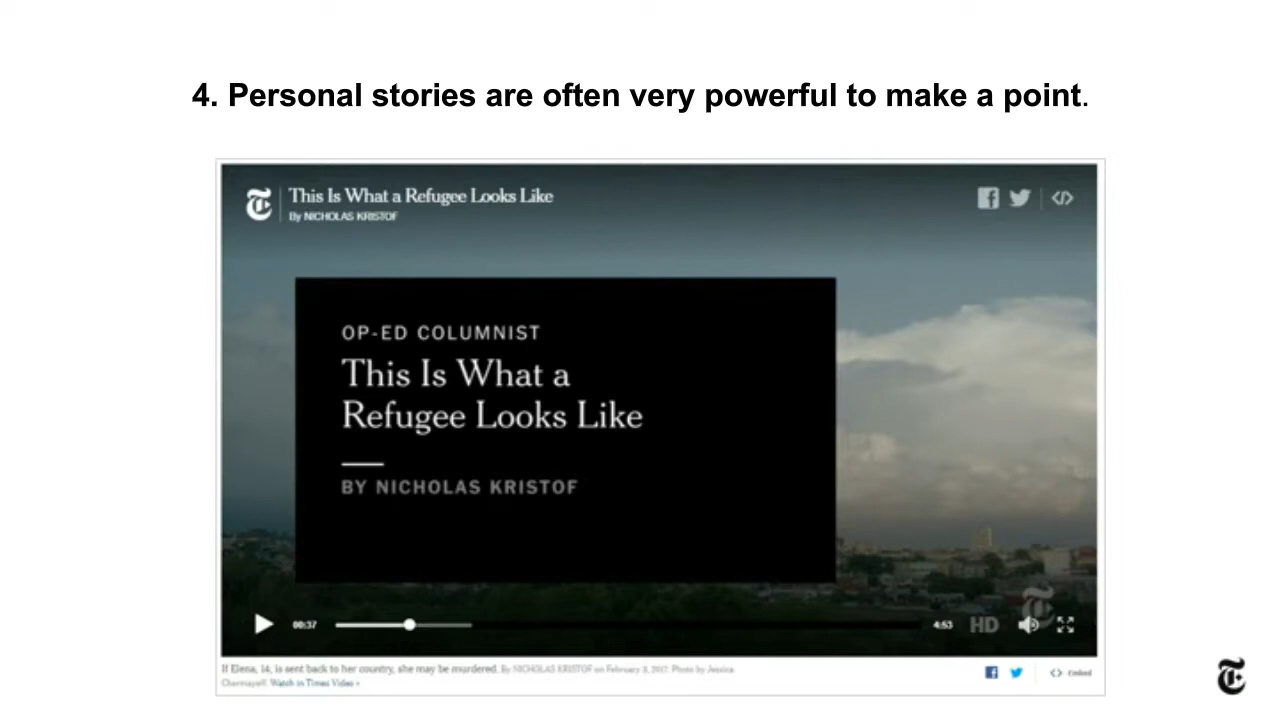 4. Personal stories are often very powerful to make a point.
This Is What a Refugee Looks Like
By NICHOLAS KRISTOF
OP-ED COLUMNIST
This Is What a
Refugee Looks Like
BY NICHOLAS KRISTOF
00:37
4:53
HD
If Elena, 14, is sent back to her country, she may be murdered. By NICHOLAS KRISTOF on February 3, 2017. Photo by Jessica
Watch in Times Video »
Embed